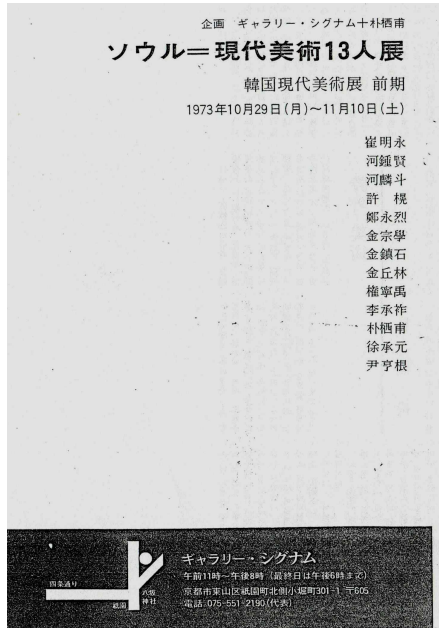 企画 ギャラリー・シグナム+朴栖甫
ソウル=現代美術13人展
韓国現代美術展 前期
1973年10月29日(月)~11月10日(土)
崔明永
河鍾賢
河麟斗
許榥
鄭永烈
金宗學
金鎮石
金丘林
權寧禹
李承祚
朴栖甫
徐承元
尹亨根
ギャラリー・シグナム
午前11時~午後8時(最終日は午後6時まで)
京都市東山区祇園町北側小堀町301-1 〒605
電話:075-551-2190(代表)
四条通り
祇園
八坂神社